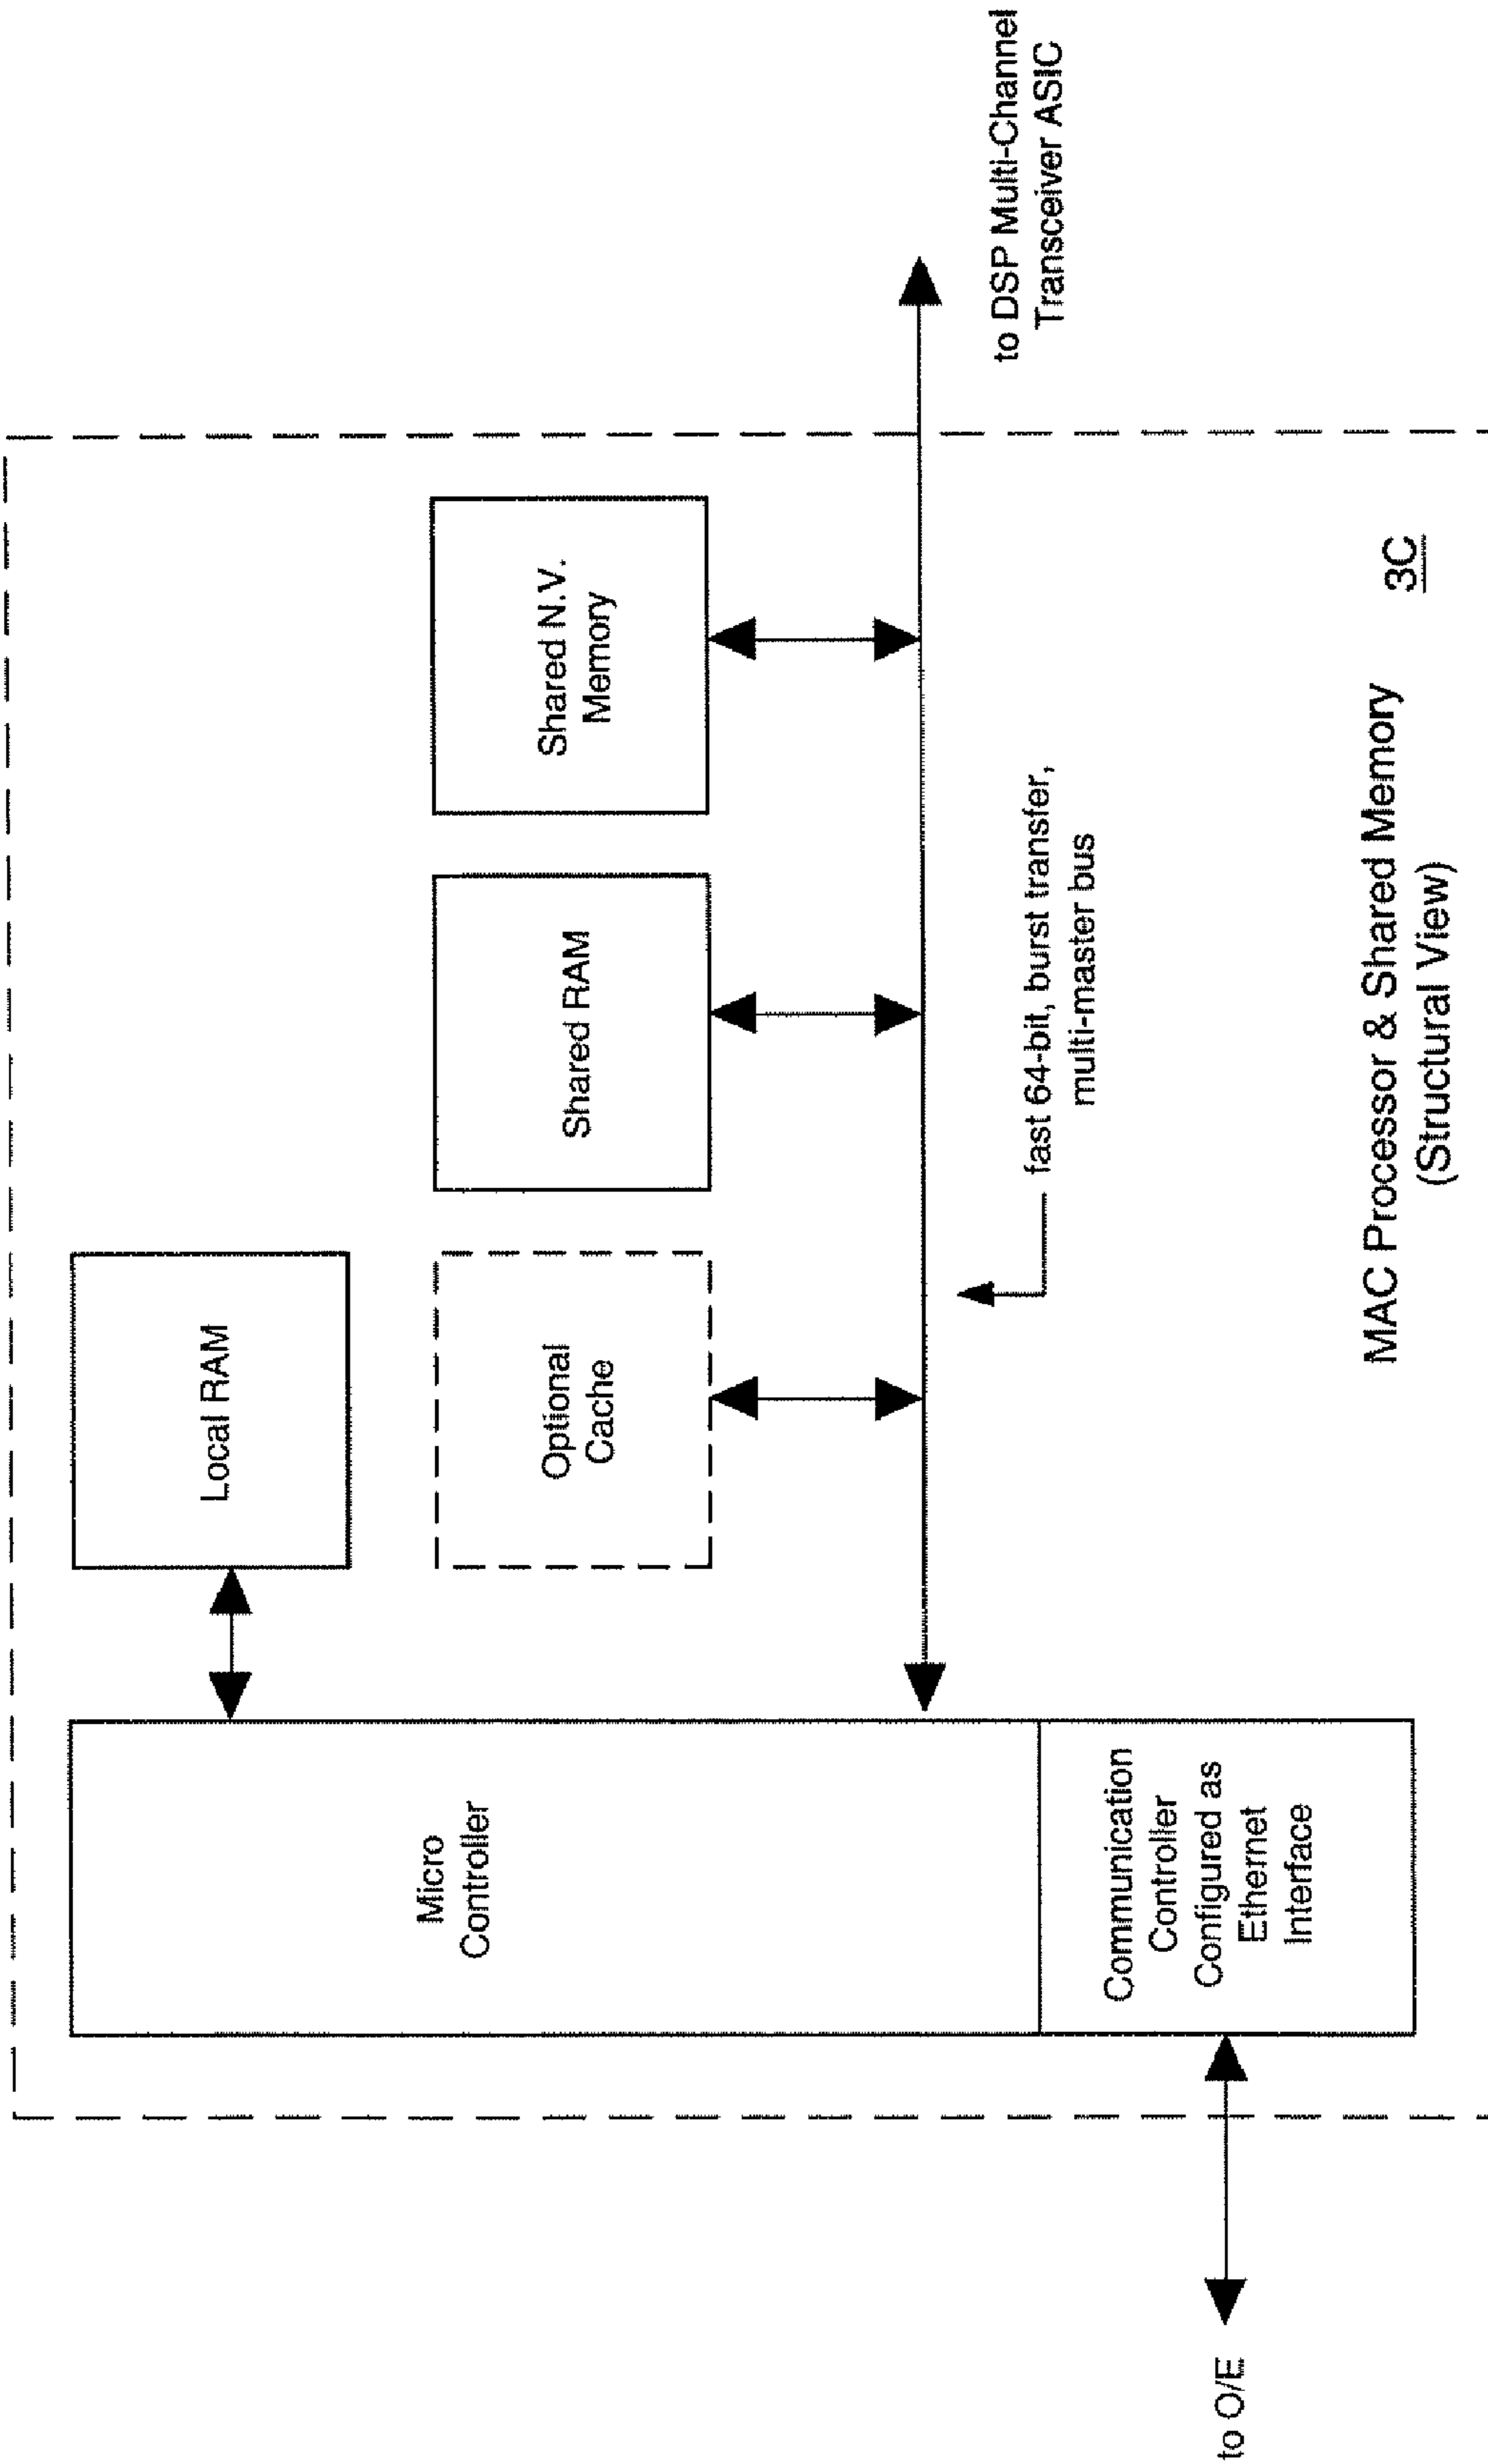 Local RAM
Micro
Controller
Optional
Cache
Shared RAM
Shared N.V.
Memory
to DSP Multi-Channel
Transceiver ASIC
fast 64-bit, burst transfer,
multi-master bus
Communication
Controller
Configured as
Ethernet
Interface
to O/E
MAC Processor & Shared Memory
(Structural View)
3C